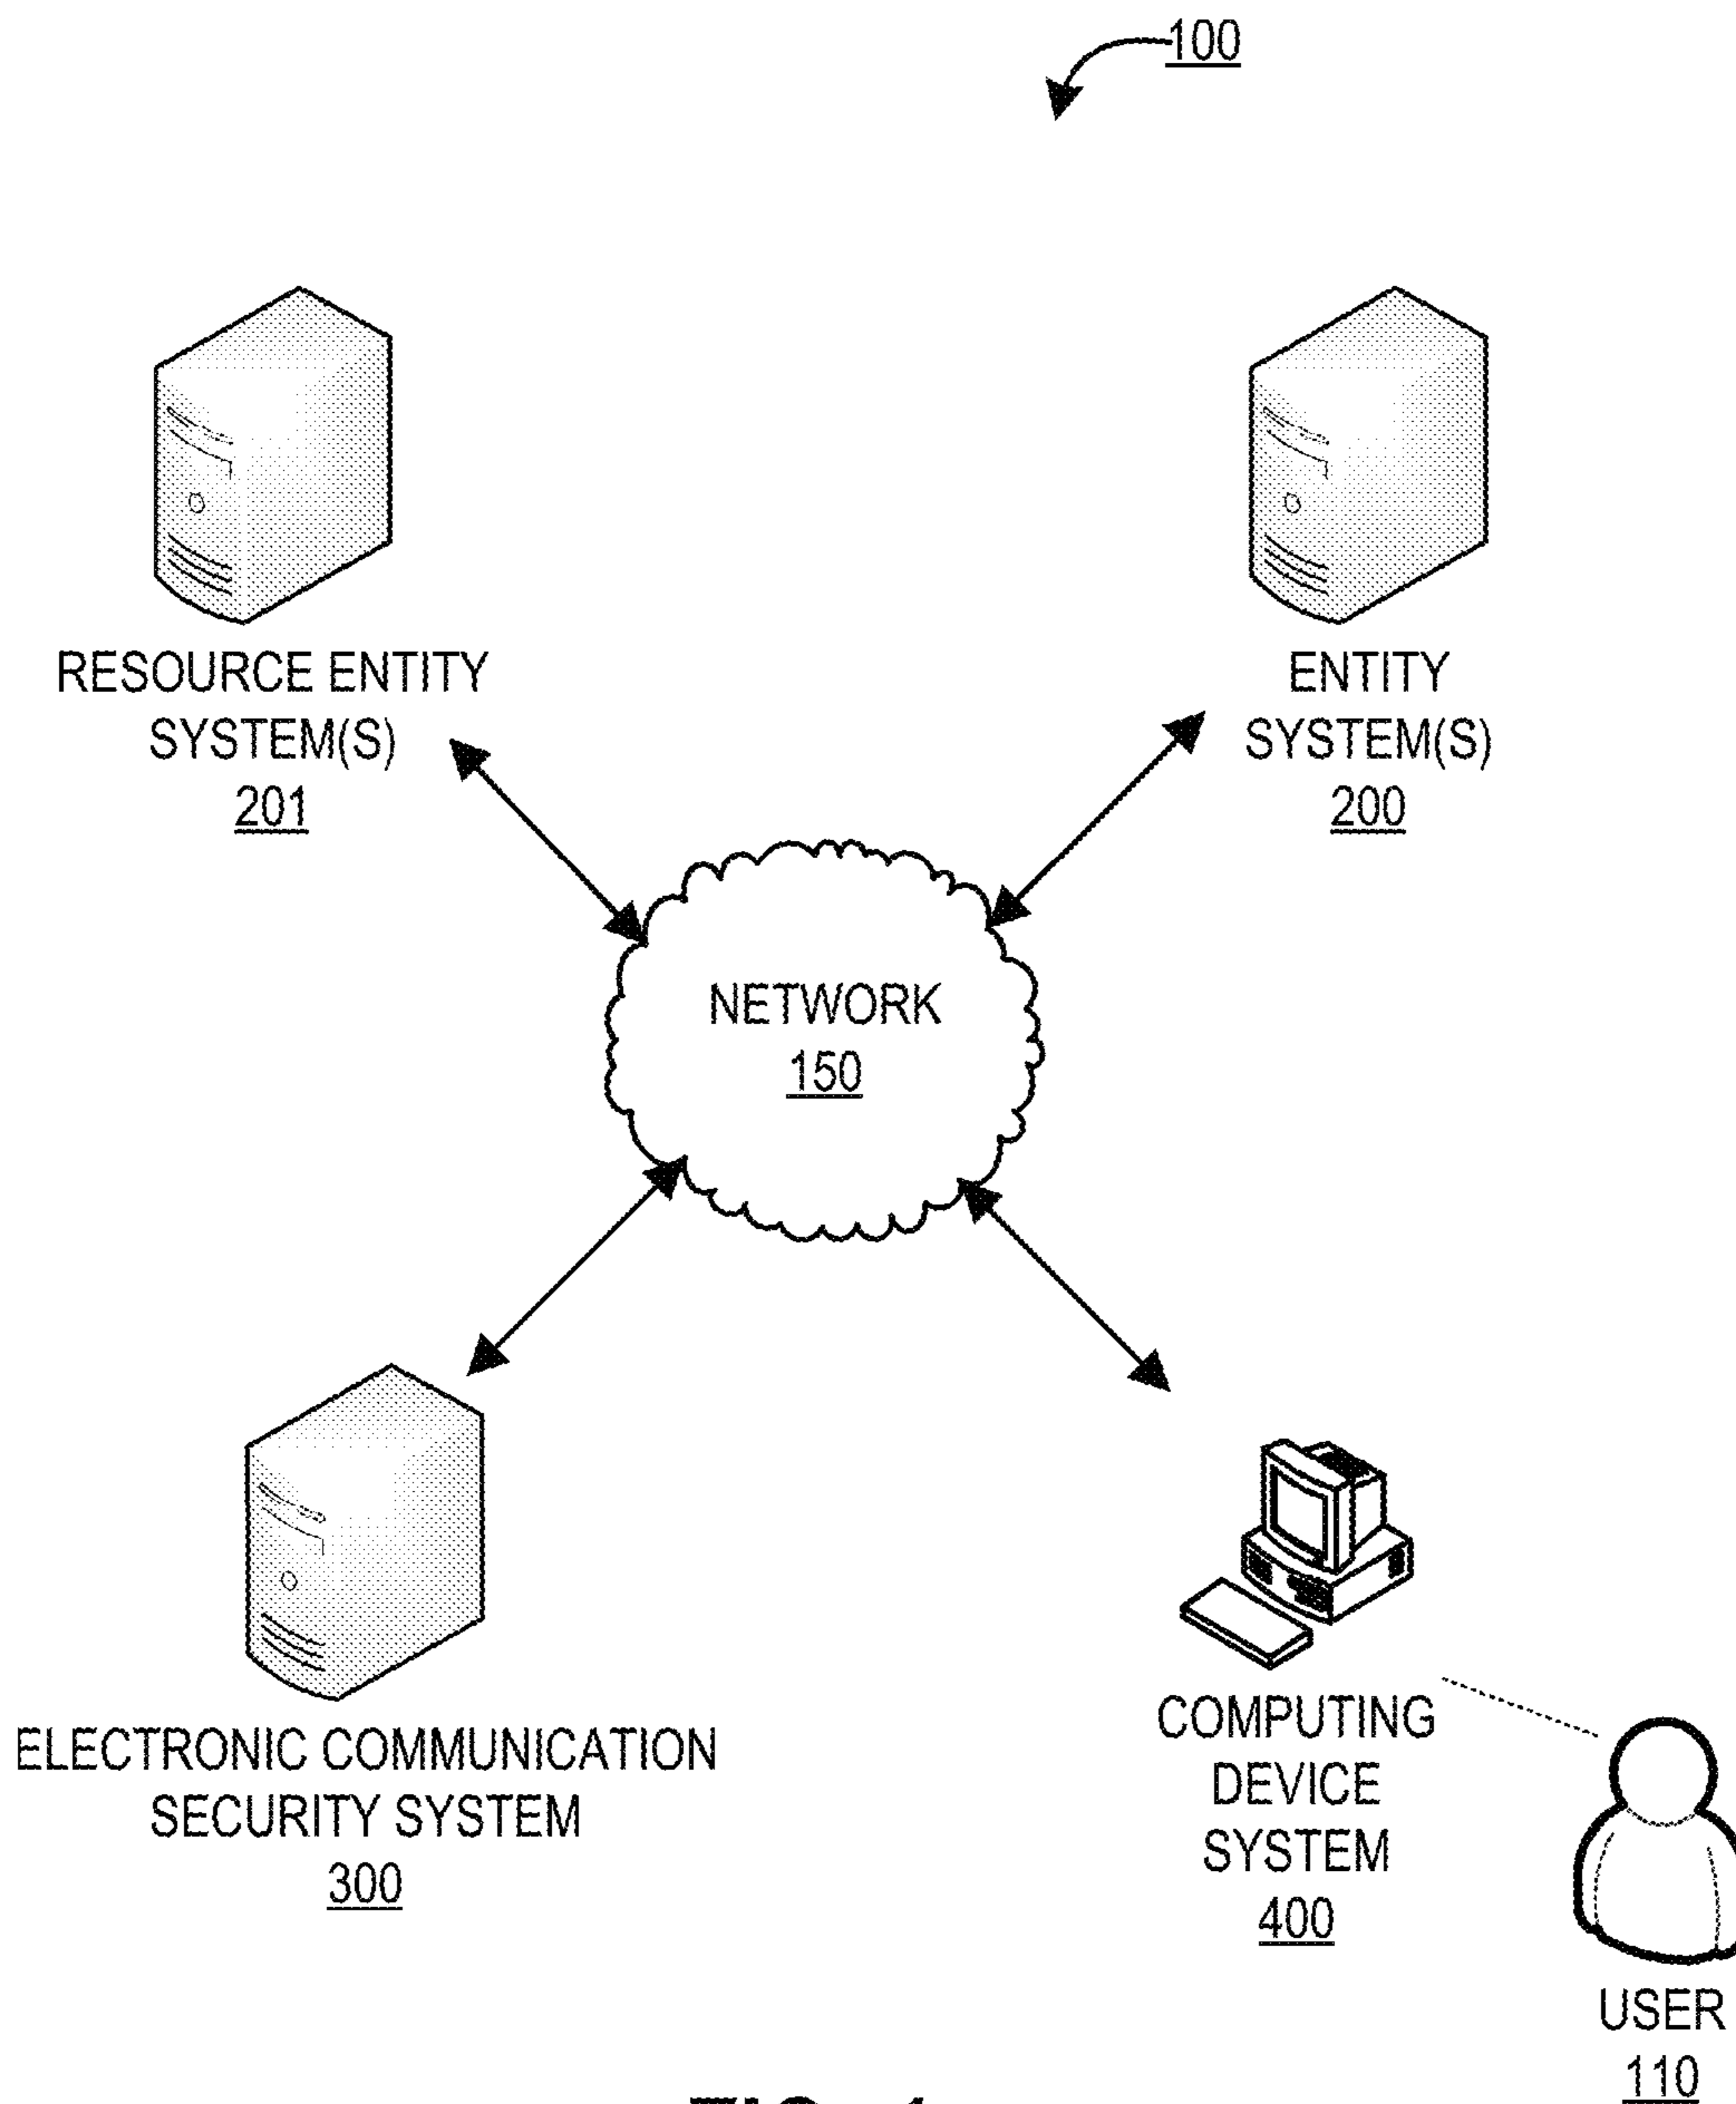 100
RESOURCE ENTITY
SYSTEM(S)
201
ENTITY
SYSTEM(S)
200
NETWORK
150
ELECTRONIC COMMUNICATION
SECURITY SYSTEM
300
COMPUTING
DEVICE
SYSTEM
400
USER
110